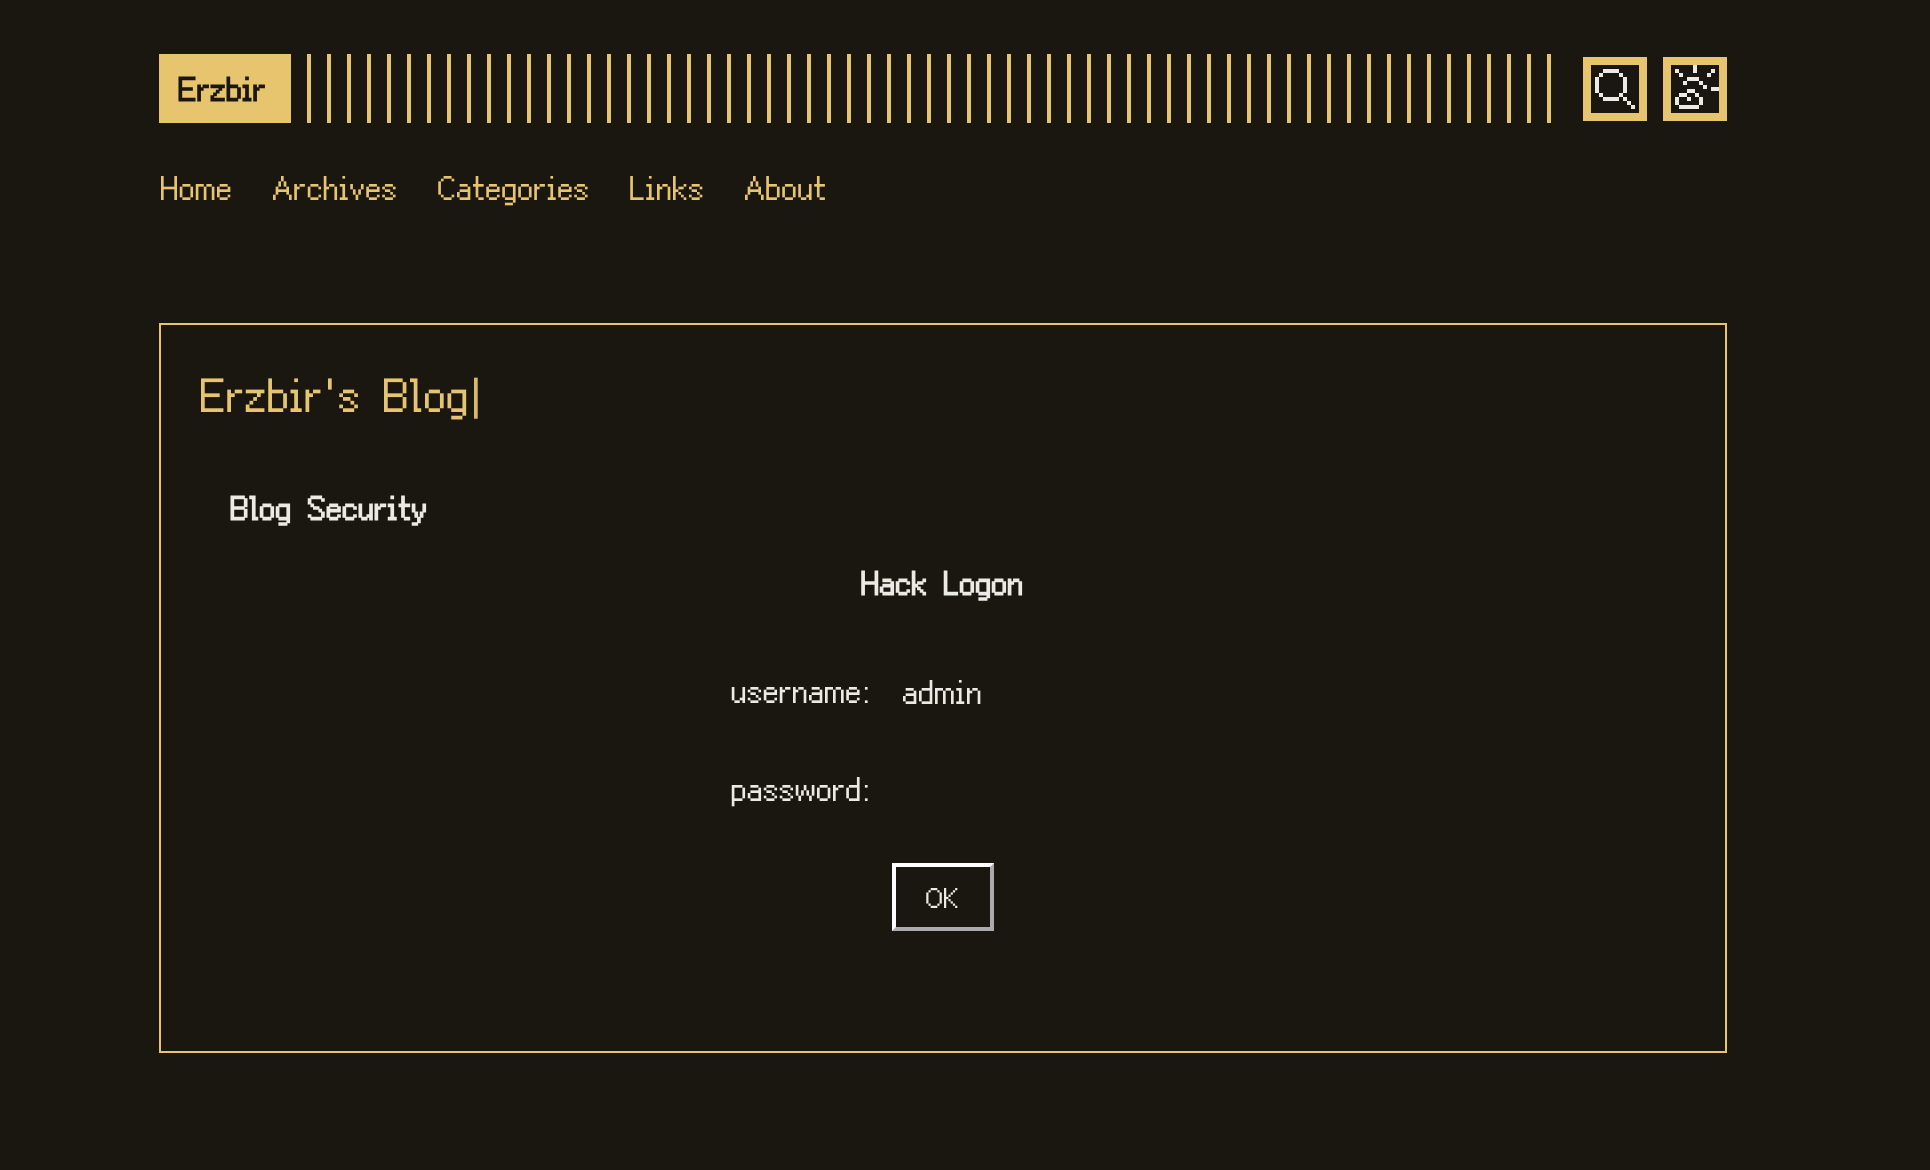 Erzbir
Home Archives Categories Links About
Erzbir's Blog|
Blog Security
Hack Logon
username: admin
password:
OK